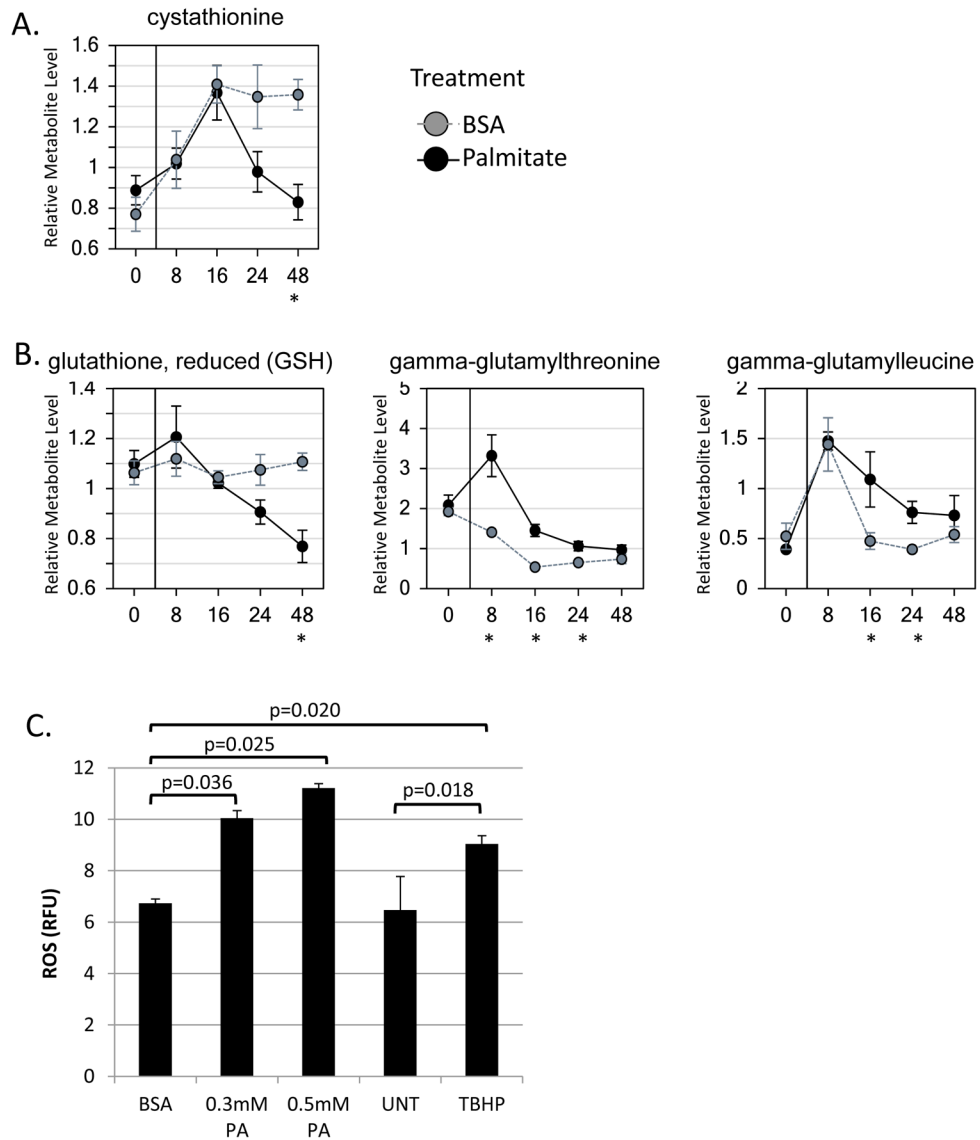 A.
cystathionine
Relative Metabolite Level
1.6
1.4
1.2
1
0.8
0.6
0 8 16 24 48
*
Treatment
BSA
Palmitate
B.
glutathione, reduced (GSH)
Relative Metabolite Level
1.4
1.2
1
0.8
0.6
0 8 16 24 48
*
gamma-glutamylthreonine
Relative Metabolite Level
5
4
3
2
1
0
0 8 16 24 48
* * *
gamma-glutamylleucine
Relative Metabolite Level
2
1.5
1
0.5
0
0 8 16 24 48
* *
C.
p=0.020
p=0.025
p=0.036
p=0.018
ROS (RFU)
12
10
8
6
4
2
0
BSA 0.3mM 0.5mM UNT TBHP
PA PA